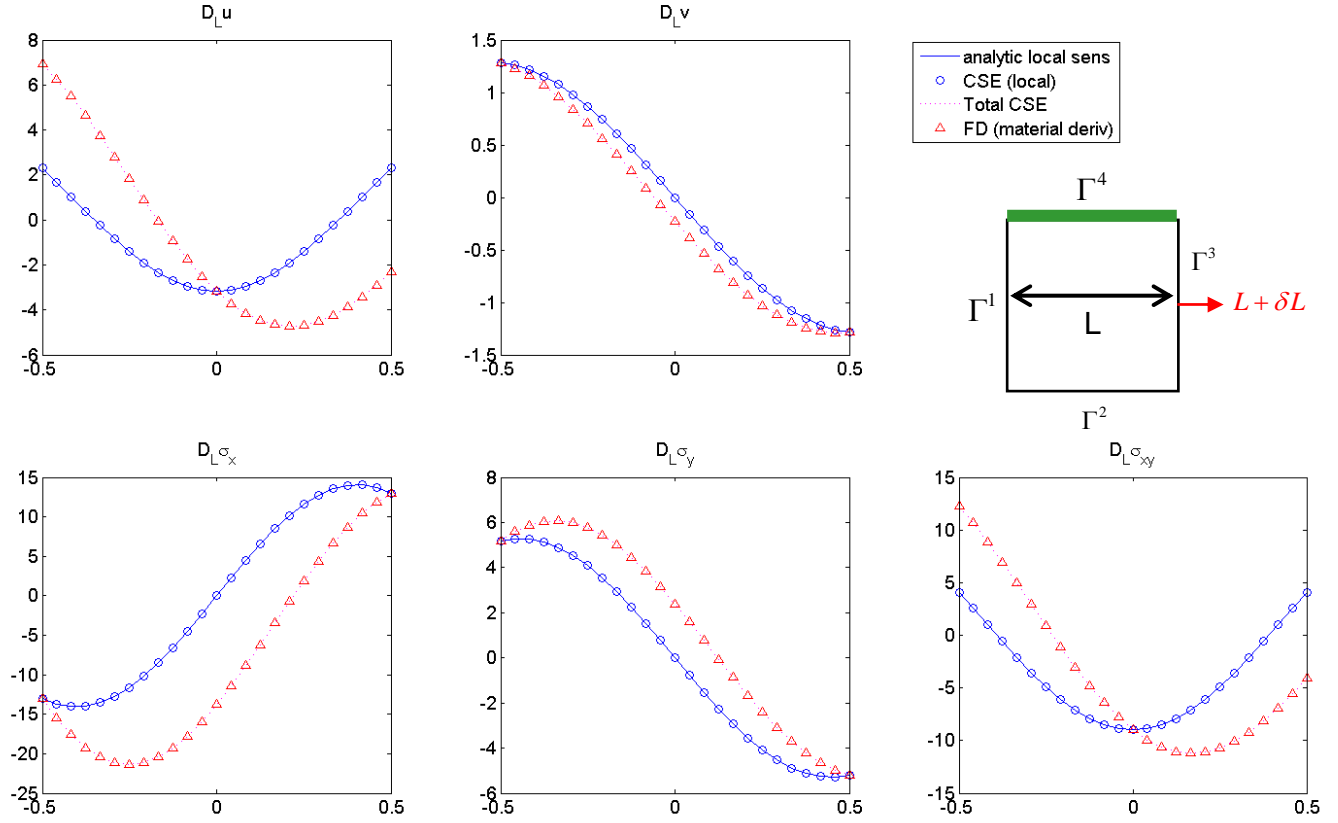 D_L u
8
6
4
2
0
-2
-4
-6
-0.5 0 0.5
D_L v
1.5
1
0.5
0
-0.5
-1
-1.5
-0.5 0 0.5
analytic local sens
CSE (local)
Total CSE
FD (material deriv)
Γ⁴
Γ³
Γ¹
L
L + δL
Γ²
D_L σ_x
15
10
5
0
-5
-10
-15
-20
-25
-0.5 0 0.5
D_L σ_y
8
6
4
2
0
-2
-4
-6
-0.5 0 0.5
D_L σ_xy
15
10
5
0
-5
-10
-15
-0.5 0 0.5